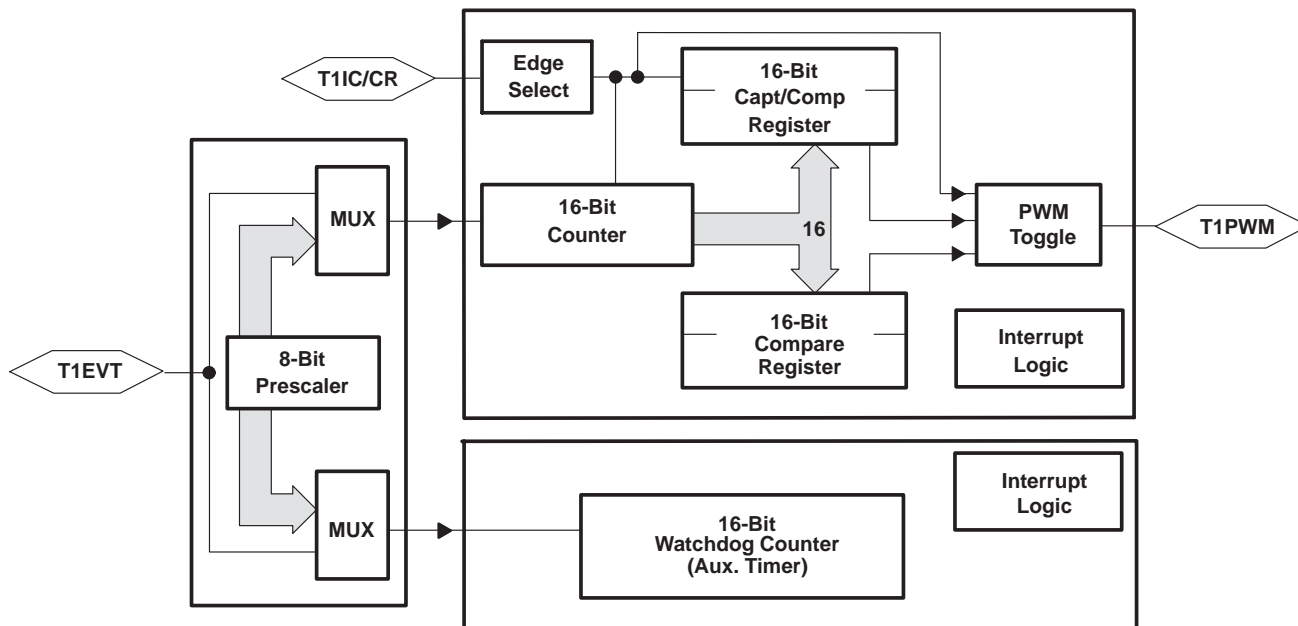 T1IC/CR
Edge
Select
16-Bit
Capt/Comp
Register
MUX
16-Bit
Counter
16
PWM
Toggle
T1PWM
8-Bit
Prescaler
T1EVT
16-Bit
Compare
Register
Interrupt
Logic
MUX
16-Bit
Watchdog Counter
(Aux. Timer)
Interrupt
Logic